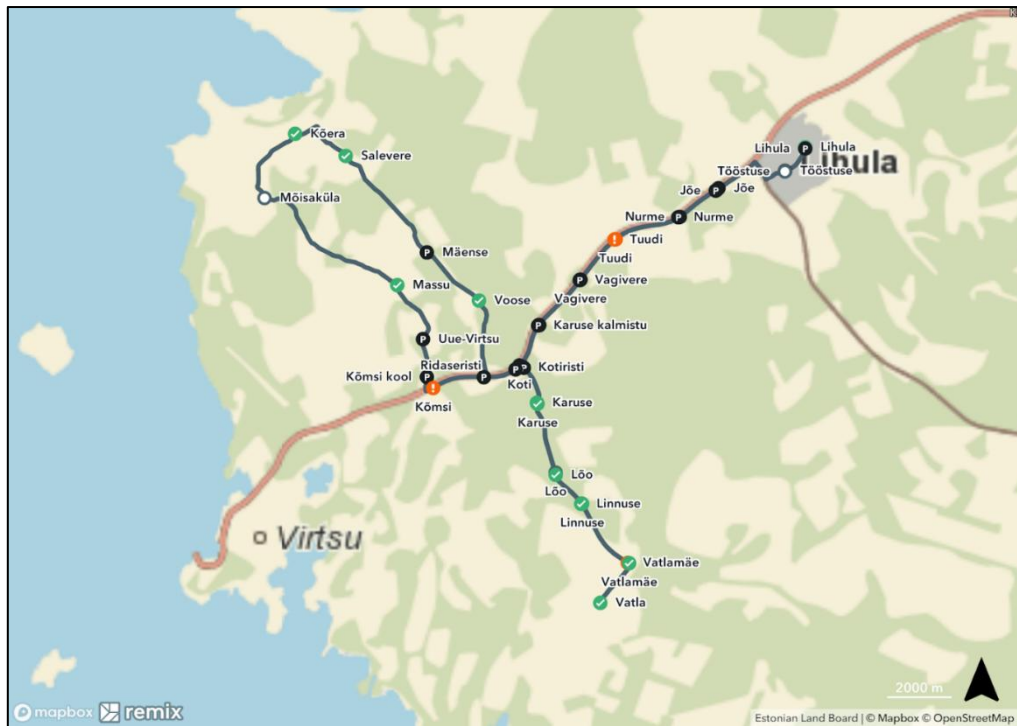 Kõera
Salevere
Mõisaküla
Mäense
Massu
Voose
Uue-Virtsu
Ridaseristi
Kõmsi kool
Kõmsi
Koti
Kotiristi
Karuse kalmistu
Vagivere
Vagivere
Tuudi
Tuudi
Nurme
Nurme
Jõe
Jõe
Tööstuse
Tööstuse
Lihula
Lihula
Lihula
Karuse
Karuse
Lõo
Lõo
Linnuse
Linnuse
Vatlamäe
Vatlamäe
Vatla
Virtsu
2000 m
mapbox remix
Estonian Land Board | © Mapbox © OpenStreetMap